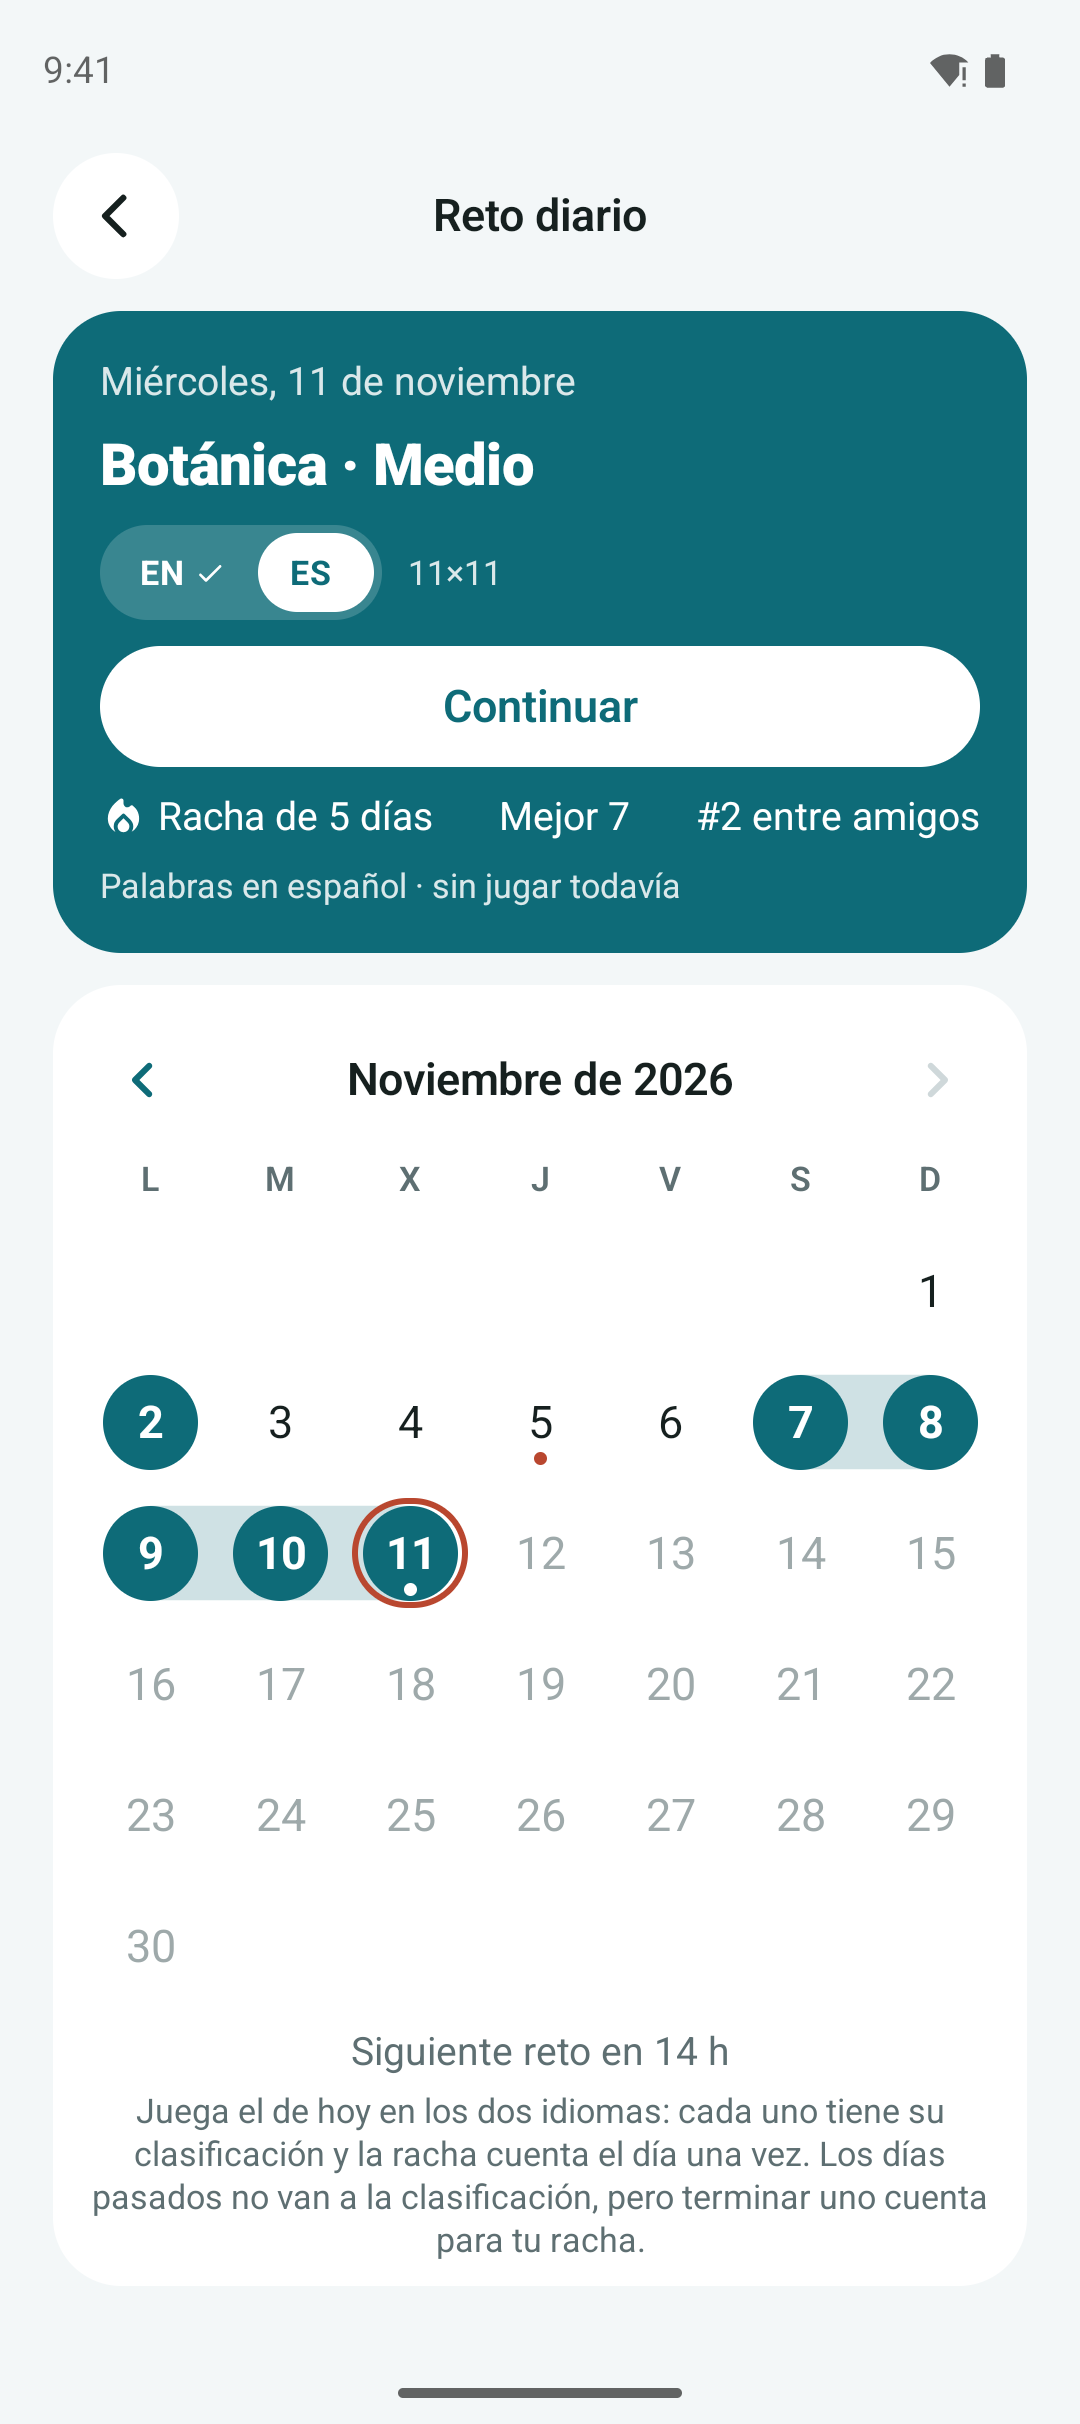 9:41
Reto diario
Miércoles, 11 de noviembre
Botánica · Medio
EN ✓ ES 11×11
Continuar
Racha de 5 días Mejor 7 #2 entre amigos
Palabras en español · sin jugar todavía
Noviembre de 2026
L M X J V S D
1
2 3 4 5 6 7 8
9 10 11 12 13 14 15
16 17 18 19 20 21 22
23 24 25 26 27 28 29
30
Siguiente reto en 14 h
Juega el de hoy en los dos idiomas: cada uno tiene su
clasificación y la racha cuenta el día una vez. Los días
pasados no van a la clasificación, pero terminar uno cuenta
para tu racha.